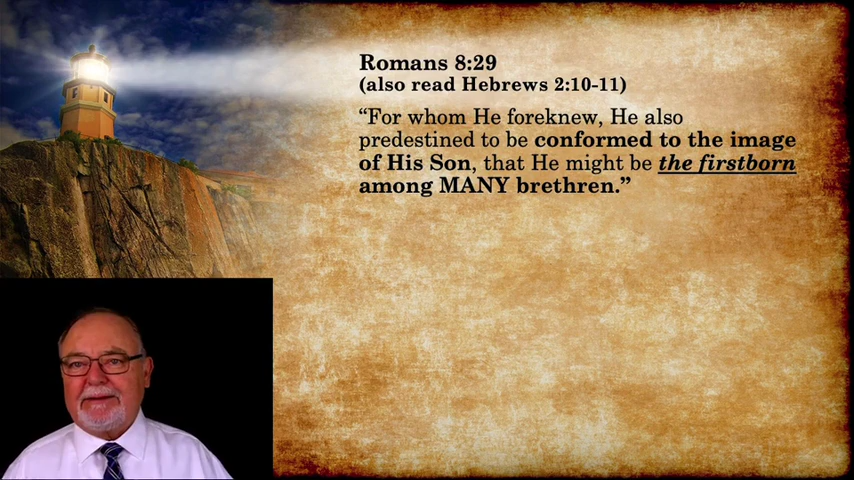 Romans 8:29
(also read Hebrews 2:10-11)
“For whom He foreknew, He also
predestined to be conformed to the image
of His Son, that He might be the firstborn
among MANY brethren.”